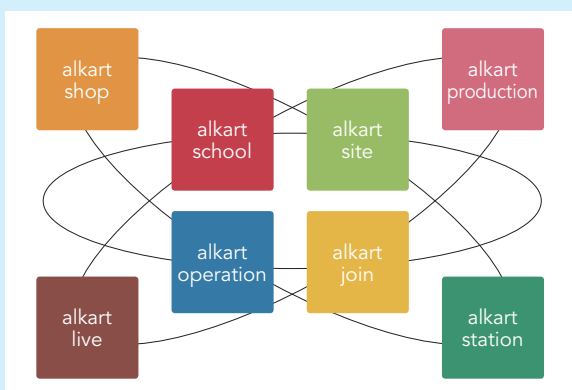 alkart
shop
alkart
production
alkart
school
alkart
site
alkart
operation
alkart
join
alkart
live
alkart
station